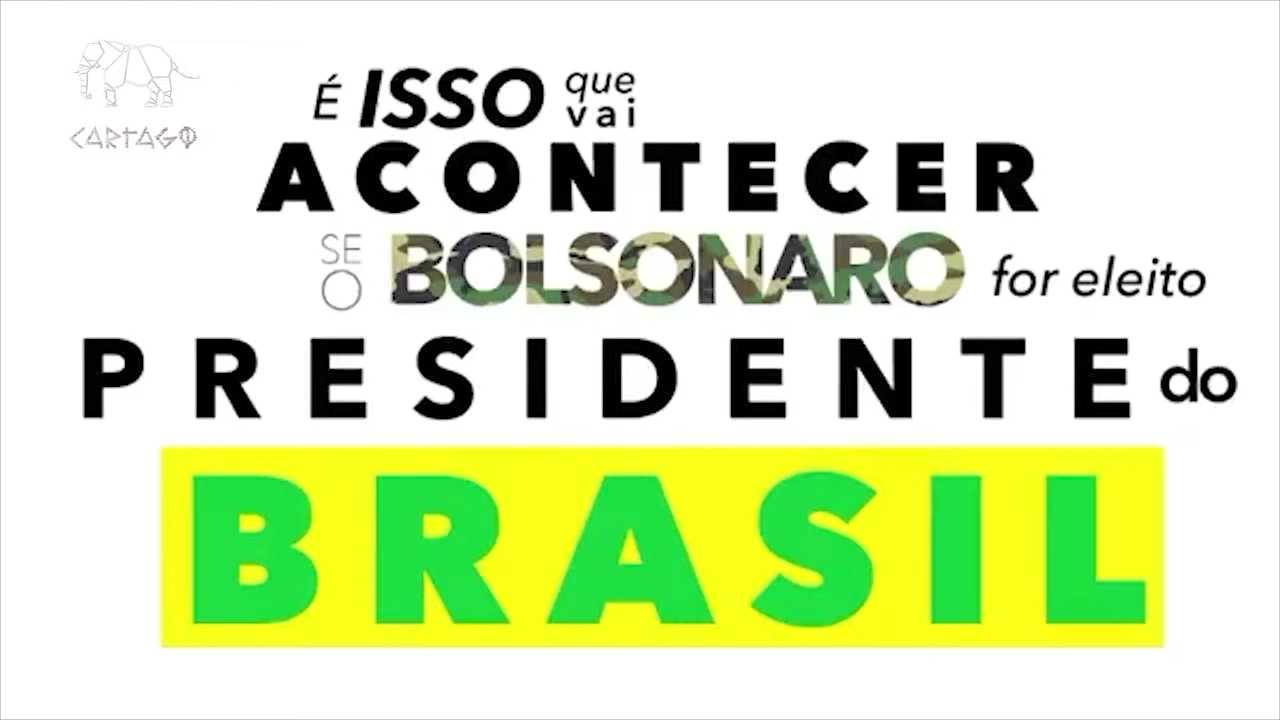 CARTAGO
É ISSO que vai
ACONTECER
SE O BOLSONARO for eleito
PRESIDENTE do
BRASIL